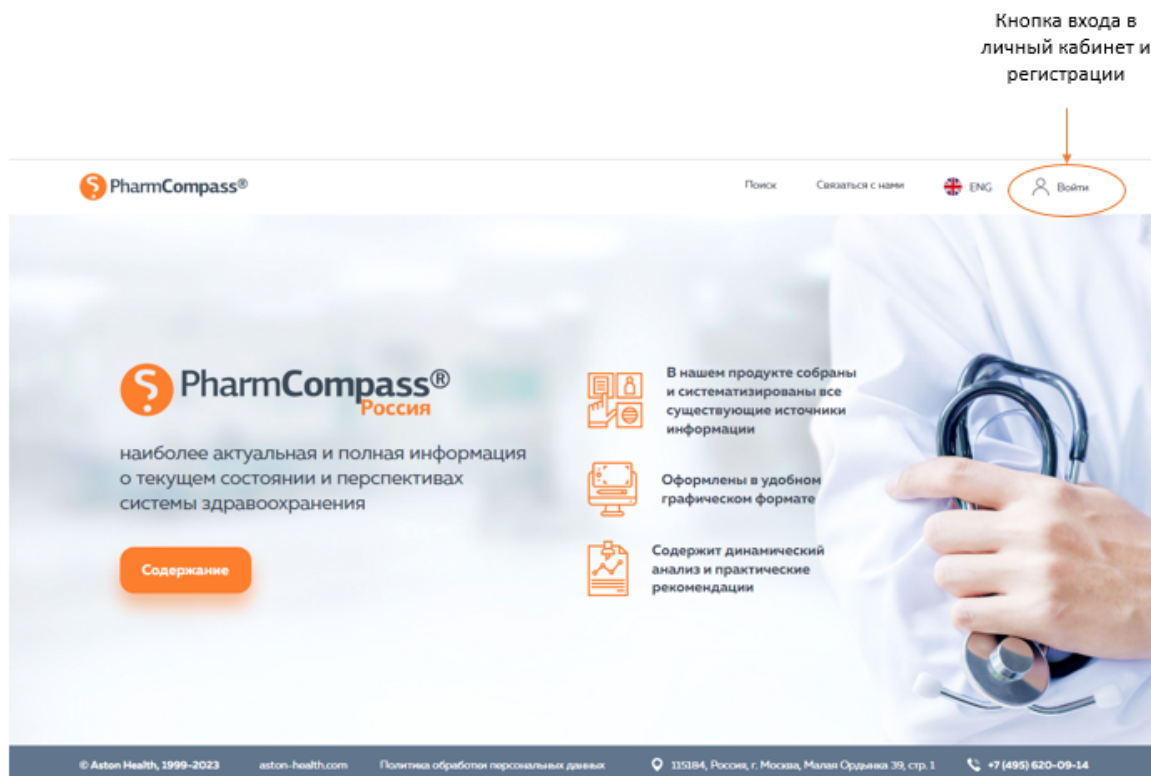 Кнопка входа в
личный кабинет и
регистрации
PharmCompass®
Поиск
Связаться с нами
ENG
Войти
PharmCompass®
Россия
наиболее актуальная и полная информация
о текущем состоянии и перспективах
системы здравоохранения
Содержание
В нашем продукте собраны
и систематизированы все
существующие источники
информации
Оформлены в удобном
графическом формате
Содержит динамический
анализ и практические
рекомендации
© Aston Health, 1999-2023
aston-health.com
Политика обработки персональных данных
115184, Россия, г. Москва, Малая Ордынка 39, стр. 1
+7 (495) 620-09-14